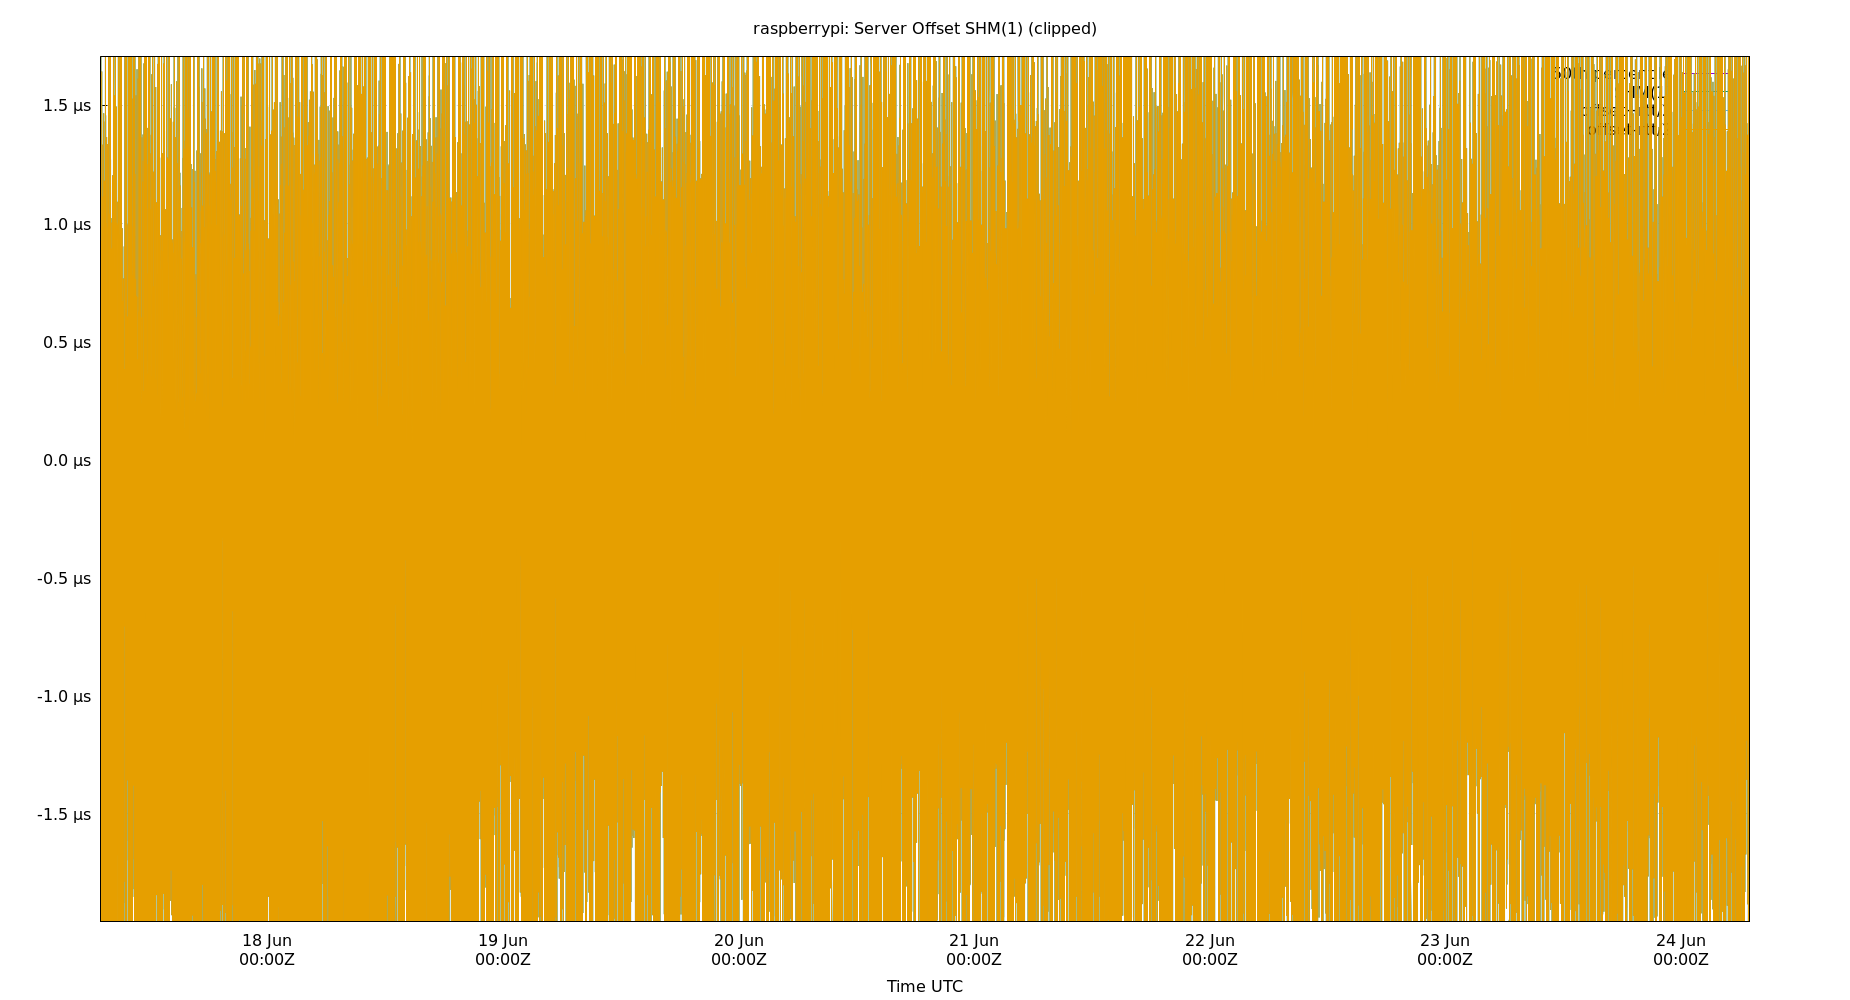 raspberrypi: Server Offset SHM(1) (clipped)
1.5 µs
1.0 µs
0.5 µs
0.0 µs
-0.5 µs
-1.0 µs
-1.5 µs
18 Jun 19 Jun 20 Jun 21 Jun 22 Jun 23 Jun 24 Jun
00:00Z 00:00Z 00:00Z 00:00Z 00:00Z 00:00Z 00:00Z
Time UTC